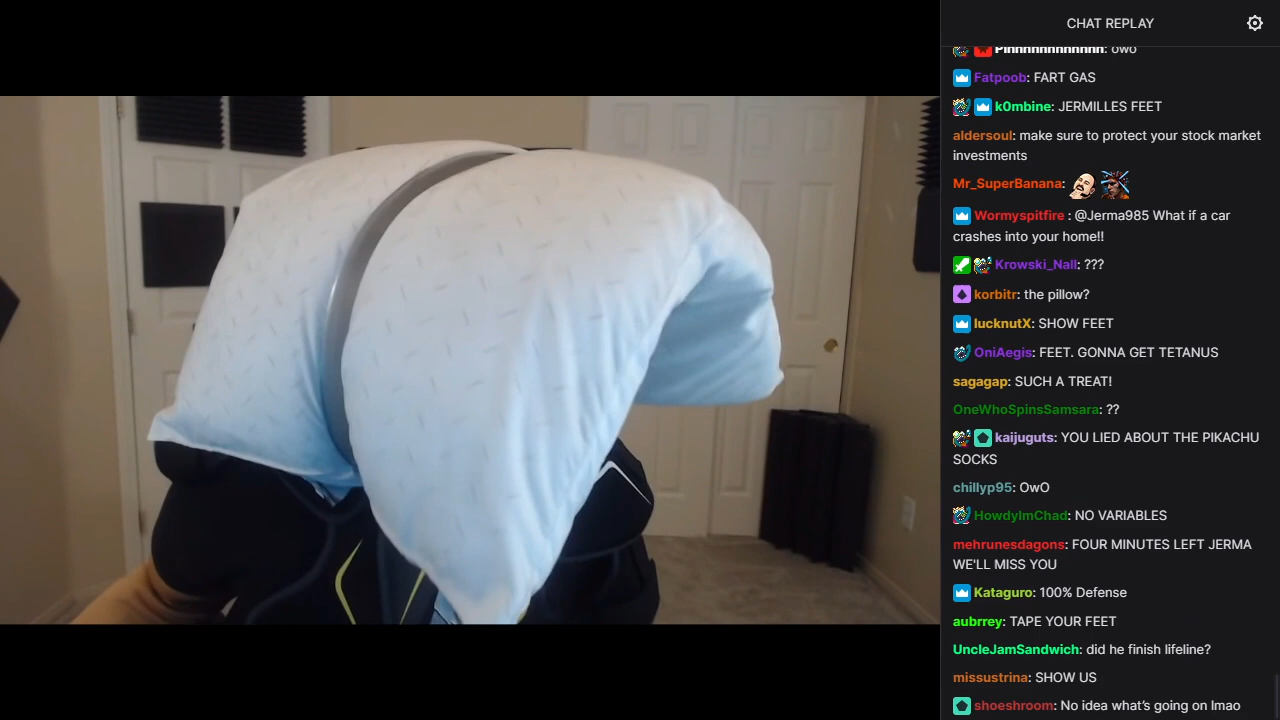 CHAT REPLAY
Pinnnnnnnnnnnn: owo
Fatpoob: FART GAS
k0mbine: JERMILLES FEET
aldersoul: make sure to protect your stock market
investments
Mr_SuperBanana:
Wormyspitfire : @Jerma985 What if a car
crashes into your home!!
Krowski_Nall: ???
korbitr: the pillow?
lucknutX: SHOW FEET
OniAegis: FEET. GONNA GET TETANUS
sagagap: SUCH A TREAT!
OneWhoSpinsSamsara: ??
kaijuguts: YOU LIED ABOUT THE PIKACHU
SOCKS
chillyp95: OwO
HowdyImChad: NO VARIABLES
mehrunesdagons: FOUR MINUTES LEFT JERMA
WE'LL MISS YOU
Kataguro: 100% Defense
aubrrey: TAPE YOUR FEET
UncleJamSandwich: did he finish lifeline?
missustrina: SHOW US
shoeshroom: No idea what's going on lmao